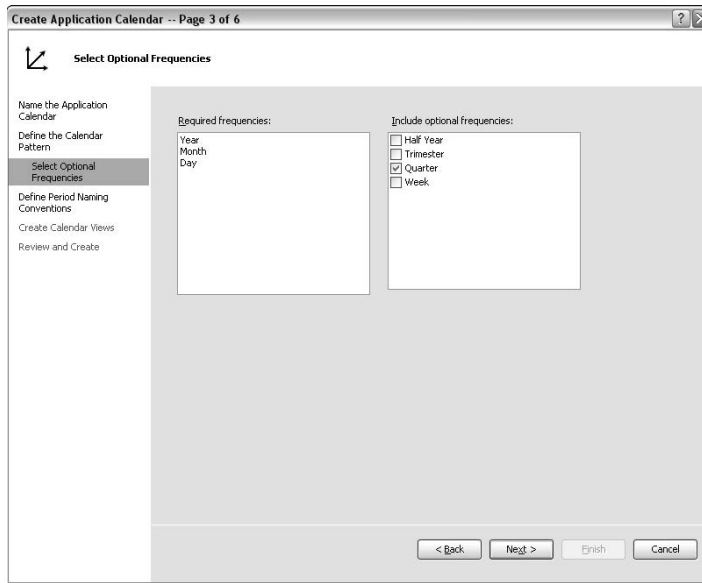 Create Application Calendar -- Page 3 of 6
?
Select Optional Frequencies
Name the Application
Calendar
Define the Calendar
Pattern
Select Optional
Frequencies
Define Period Naming
Conventions
Create Calendar Views
Review and Create
Required frequencies:
Year
Month
Day
Include optional frequencies:
Half Year
Trimester
Quarter
Week
< Back
Next >
Finish
Cancel